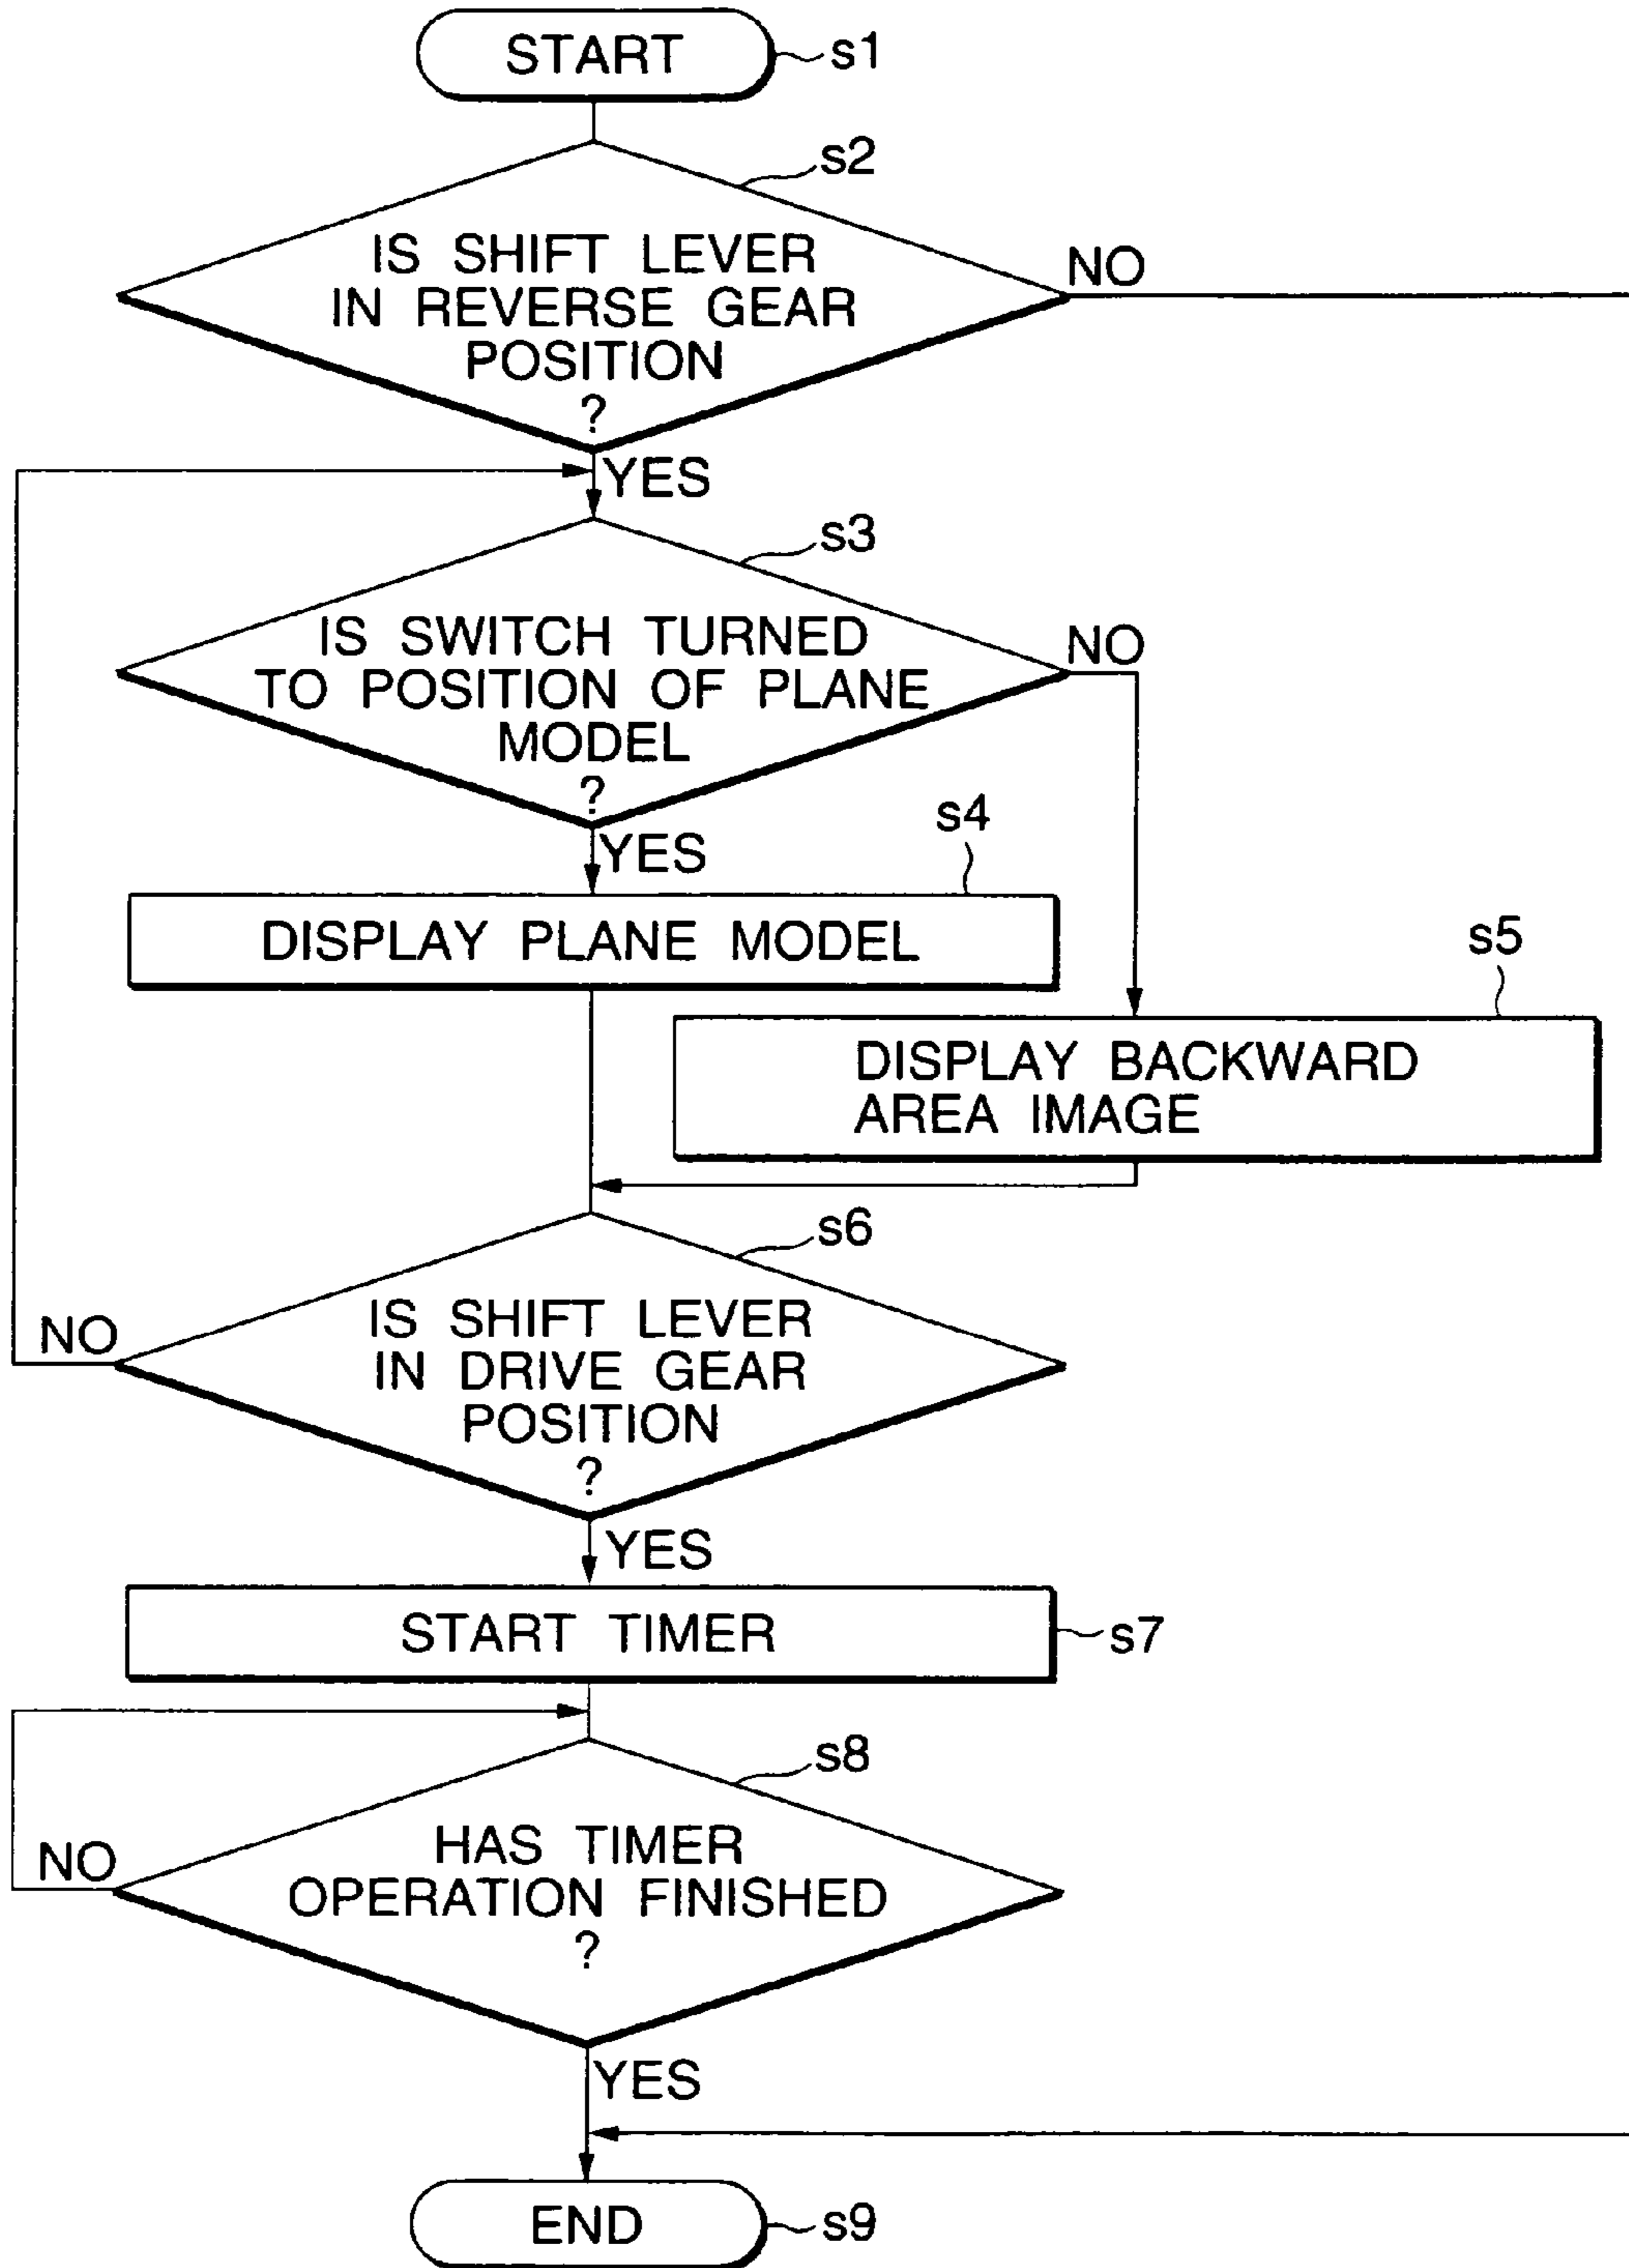 START
s1
s2
IS SHIFT LEVER
IN REVERSE GEAR
POSITION
?
NO
YES
s3
IS SWITCH TURNED
TO POSITION OF PLANE
MODEL
?
NO
YES
s4
DISPLAY PLANE MODEL
s5
DISPLAY BACKWARD
AREA IMAGE
s6
IS SHIFT LEVER
IN DRIVE GEAR
POSITION
?
NO
YES
START TIMER
s7
s8
HAS TIMER
OPERATION FINISHED
?
NO
YES
END
s9